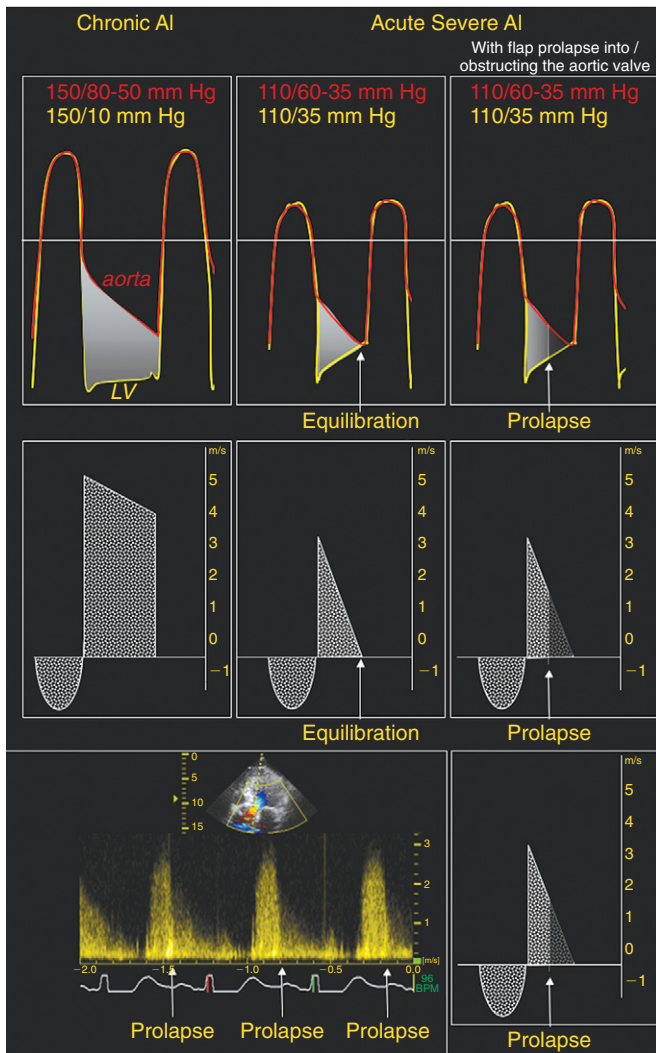 Chronic AI
Acute Severe AI
With flap prolapse into /
obstructing the aortic valve
150/80-50 mm Hg
150/10 mm Hg
110/60-35 mm Hg
110/35 mm Hg
110/60-35 mm Hg
110/35 mm Hg
aorta
LV
Equilibration
Prolapse
m/s
5
4
3
2
1
0
−1
m/s
5
4
3
2
1
0
−1
Equilibration
m/s
5
4
3
2
1
0
−1
Prolapse
0
5
10
15
3
2
1
[m/s]
-2.0
-1.5
-1.0
-0.5
0.0
96
BPM
Prolapse
Prolapse
Prolapse
m/s
5
4
3
2
1
0
−1
Prolapse